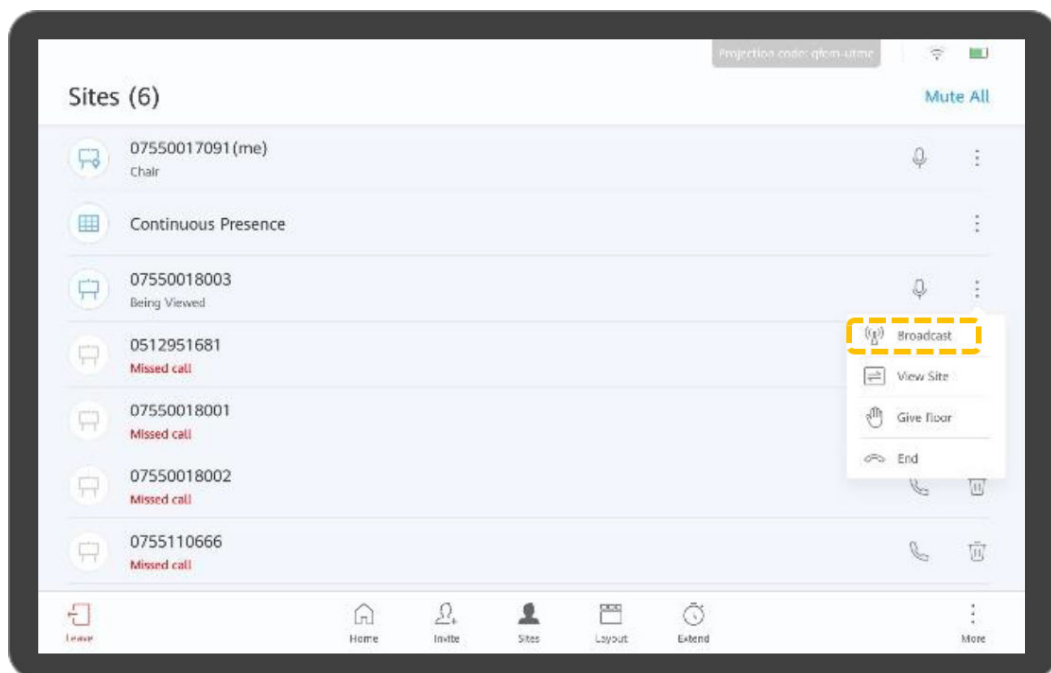 Projection code: qfem-utme
Sites (6)
Mute All
07550017091(me)
Chair
Continuous Presence
07550018003
Being Viewed
Broadcast
0512951681
Missed call
View Site
07550018001
Missed call
Give floor
End
07550018002
Missed call
0755110666
Missed call
Leave
Home
Invite
Sites
Layout
Extend
More